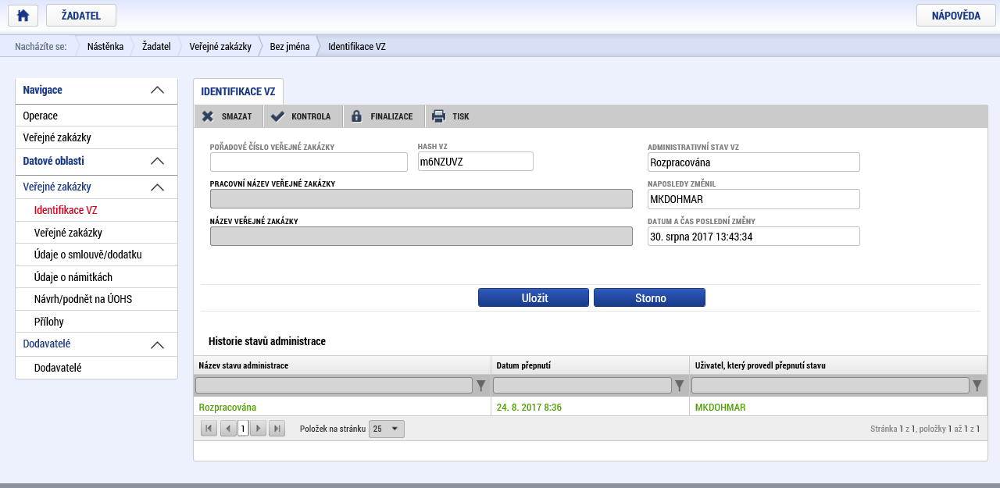 ŽADATEL
NÁPOVĚDA
Nacházíte se: Nástěnka Žadatel Veřejné zakázky Bez jména Identifikace VZ
Navigace
Operace
Veřejné zakázky
Datové oblasti
Veřejné zakázky
Identifikace VZ
Veřejné zakázky
Údaje o smlouvě/dodatku
Údaje o námitkách
Návrh/podnět na ÚOHS
Přílohy
Dodavatelé
Dodavatelé
IDENTIFIKACE VZ
SMAZAT KONTROLA FINALIZACE TISK
POŘADOVÉ ČÍSLO VEŘEJNÉ ZAKÁZKY HASH VZ ADMINISTRATIVNÍ STAV VZ
m6NZUVZ Rozpracována
PRACOVNÍ NÁZEV VEŘEJNÉ ZAKÁZKY NAPOSLEDY ZMĚNIL
MKDOHMAR
NÁZEV VEŘEJNÉ ZAKÁZKY DATUM A ČAS POSLEDNÍ ZMĚNY
30. srpna 2017 13:43:34
Uložit Storno
Historie stavů administrace
Název stavu administrace Datum přepnutí Uživatel, který provedl přepnutí stavu
Rozpracována 24. 8. 2017 8:36 MKDOHMAR
1 Položek na stránku 25 Stránka 1 z 1, položky 1 až 1 z 1